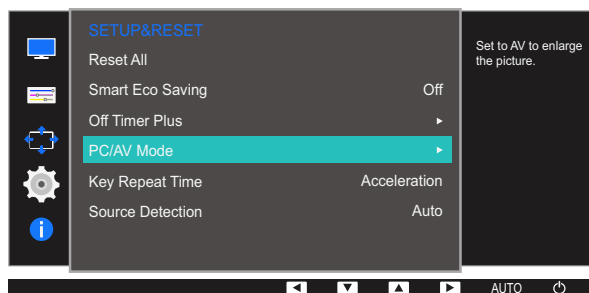 SETUP&RESET
Reset All
Smart Eco Saving Off
Off Timer Plus
PC/AV Mode
Key Repeat Time Acceleration
Source Detection Auto
Set to AV to enlarge
the picture.
AUTO